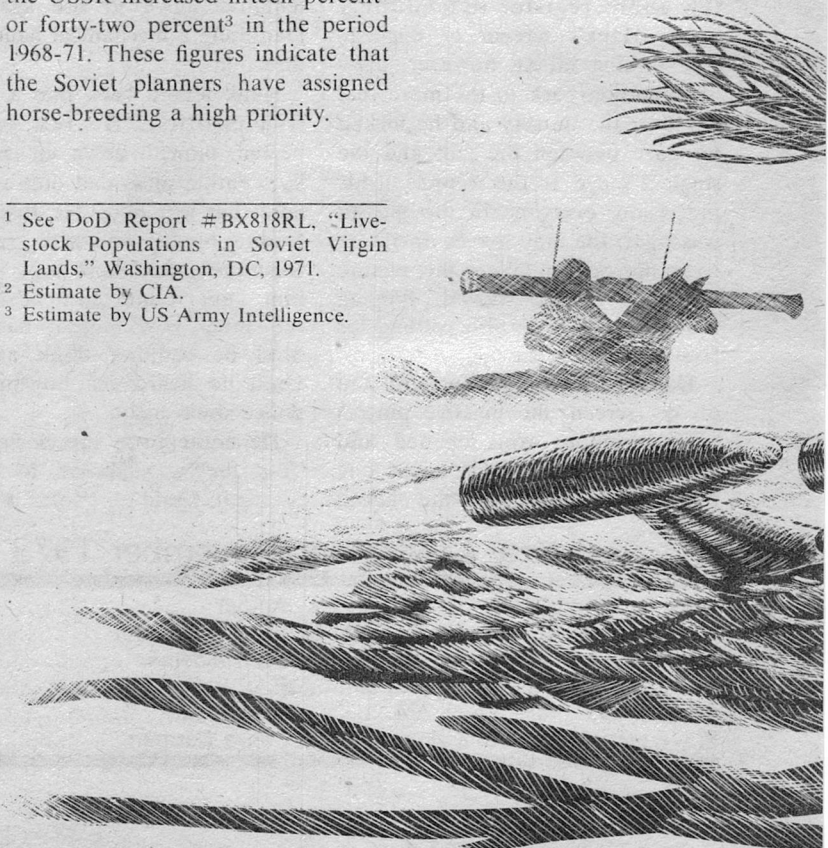 the USSR increased fifteen percent²
or forty-two percent³ in the period
1968-71. These figures indicate that
the Soviet planners have assigned
horse-breeding a high priority.
¹ See DoD Report #BX818RL, “Live-
stock Populations in Soviet Virgin
Lands,” Washington, DC, 1971.
² Estimate by CIA.
³ Estimate by US Army Intelligence.